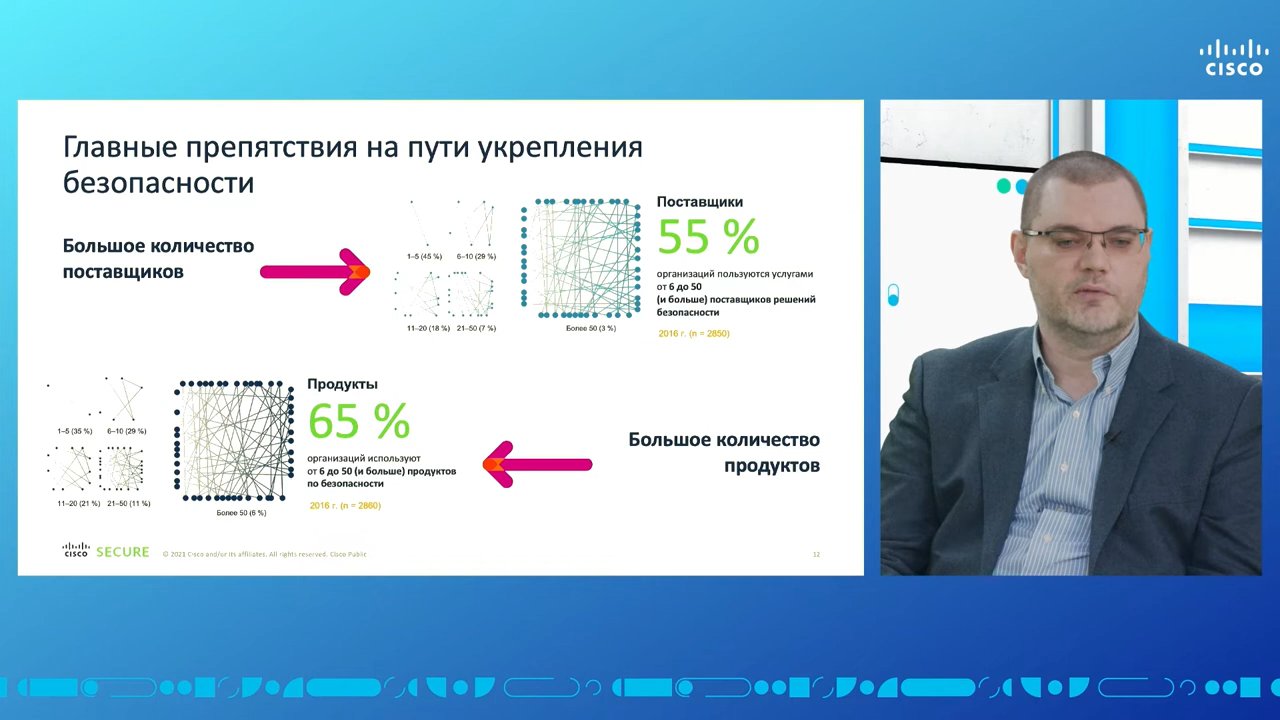 CISCO
Главные препятствия на пути укрепления
безопасности
Большое количество
поставщиков
1–5 (45 %)
6–10 (29 %)
11–20 (18 %)
21–50 (7 %)
Более 50 (3 %)
Поставщики
55 %
организаций пользуются услугами
от 6 до 50
(и больше) поставщиков решений
безопасности
2016 г. (n = 2850)
1–5 (35 %)
6–10 (29 %)
11–20 (21 %)
21–50 (11 %)
Более 50 (6 %)
Продукты
65 %
организаций используют
от 6 до 50 (и больше) продуктов
по безопасности
2016 г. (n = 2860)
Большое количество
продуктов
CISCO SECURE
© 2021 Cisco and/or its affiliates. All rights reserved. Cisco Public
12